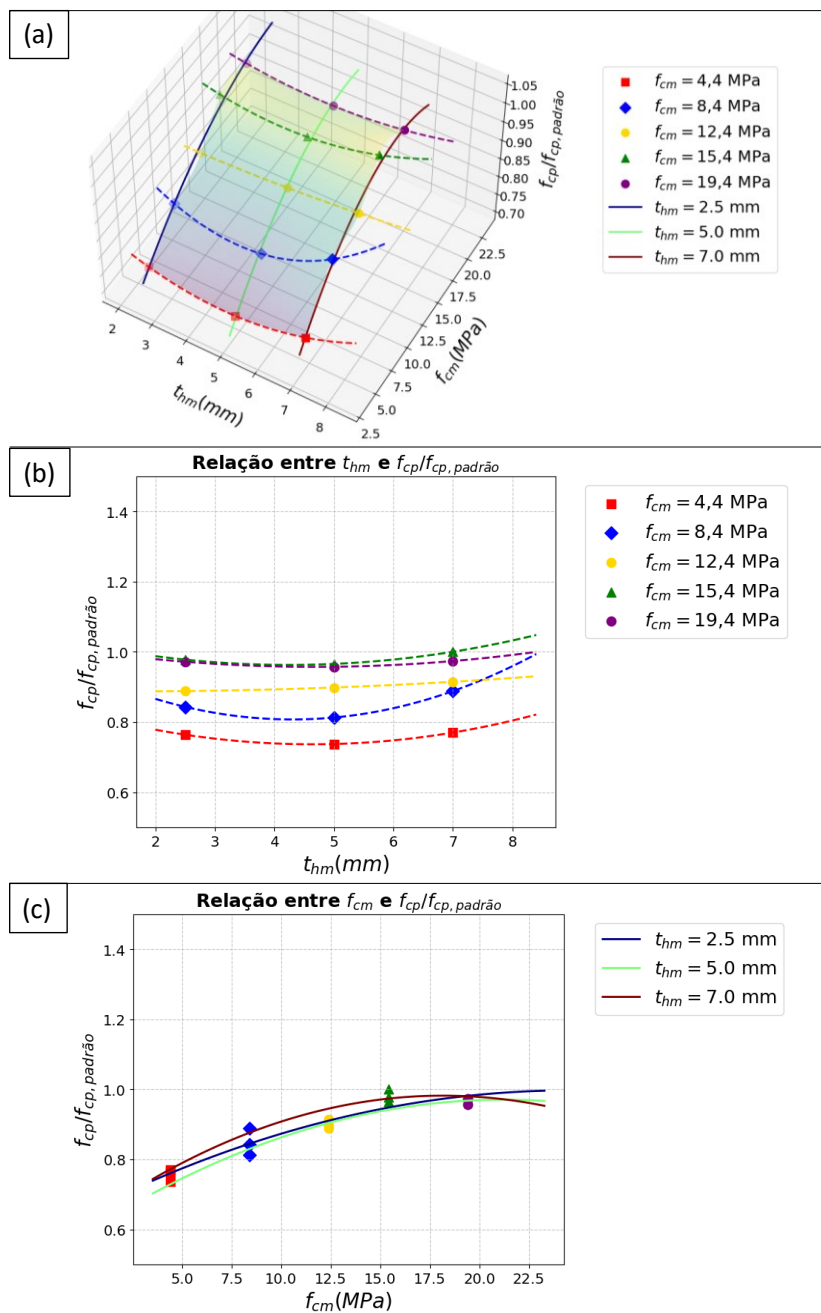 (a)
1.05
1.00
0.95
0.90
0.85
0.80
0.75
0.70
f_cp/f_cp,padrão
22.5
20.0
17.5
15.0
12.5
10.0
7.5
5.0
2.5
f_cm(MPa)
2 3 4 5 6 7 8
t_hm(mm)
f_cm = 4,4 MPa
f_cm = 8,4 MPa
f_cm = 12,4 MPa
f_cm = 15,4 MPa
f_cm = 19,4 MPa
t_hm = 2.5 mm
t_hm = 5.0 mm
t_hm = 7.0 mm
(b)
Relação entre t_hm e f_cp/f_cp,padrão
1.4
1.2
1.0
0.8
0.6
f_cp/f_cp,padrão
2 3 4 5 6 7 8
t_hm(mm)
f_cm = 4,4 MPa
f_cm = 8,4 MPa
f_cm = 12,4 MPa
f_cm = 15,4 MPa
f_cm = 19,4 MPa
(c)
Relação entre f_cm e f_cp/f_cp,padrão
1.4
1.2
1.0
0.8
0.6
f_cp/f_cp,padrão
5.0 7.5 10.0 12.5 15.0 17.5 20.0 22.5
f_cm(MPa)
t_hm = 2.5 mm
t_hm = 5.0 mm
t_hm = 7.0 mm